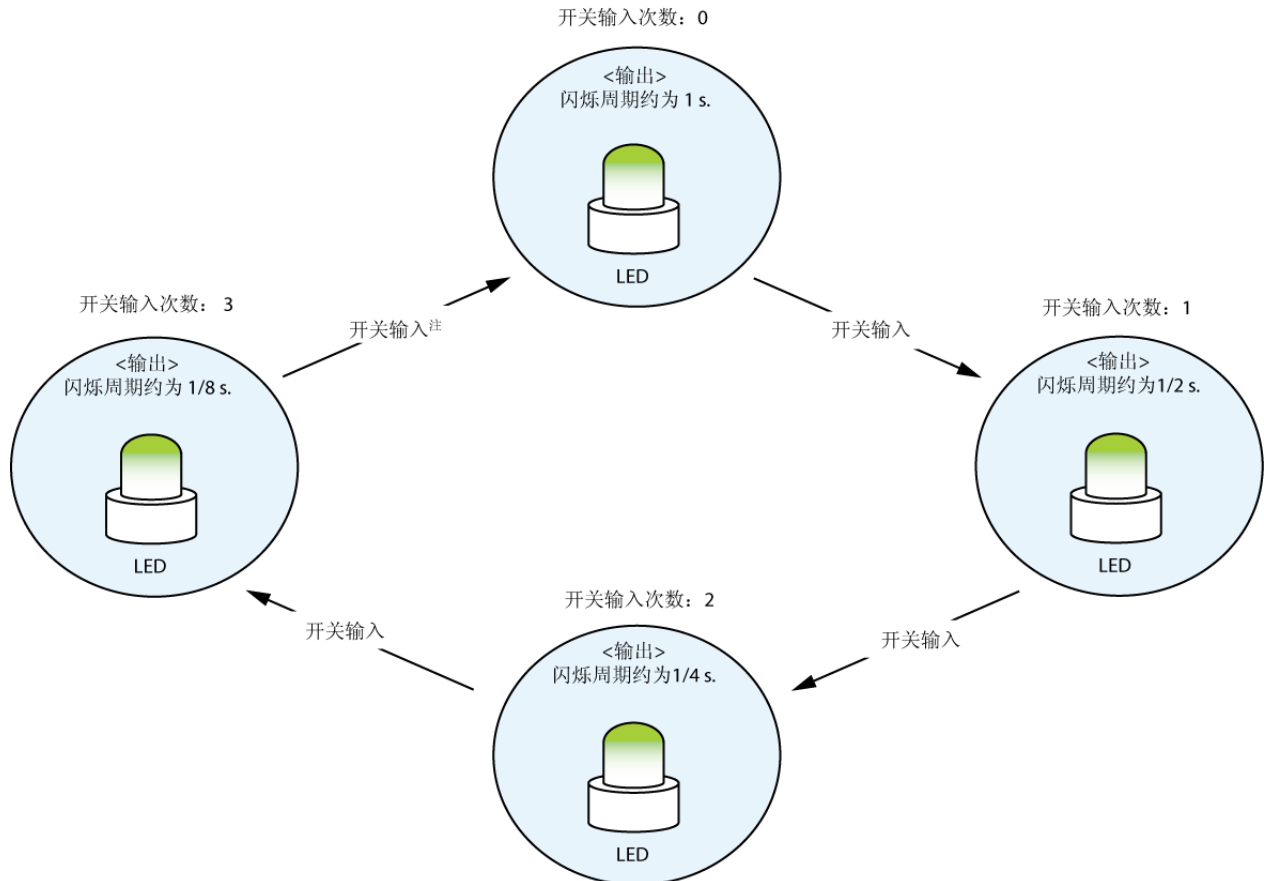 开关输入次数：0
<输出>
闪烁周期约为 1 s.
LED
开关输入次数： 3
开关输入注
开关输入
开关输入次数：1
<输出>
闪烁周期约为 1/8 s.
LED
<输出>
闪烁周期约为1/2 s.
LED
开关输入次数：2
开关输入
开关输入
<输出>
闪烁周期约为1/4 s.
LED